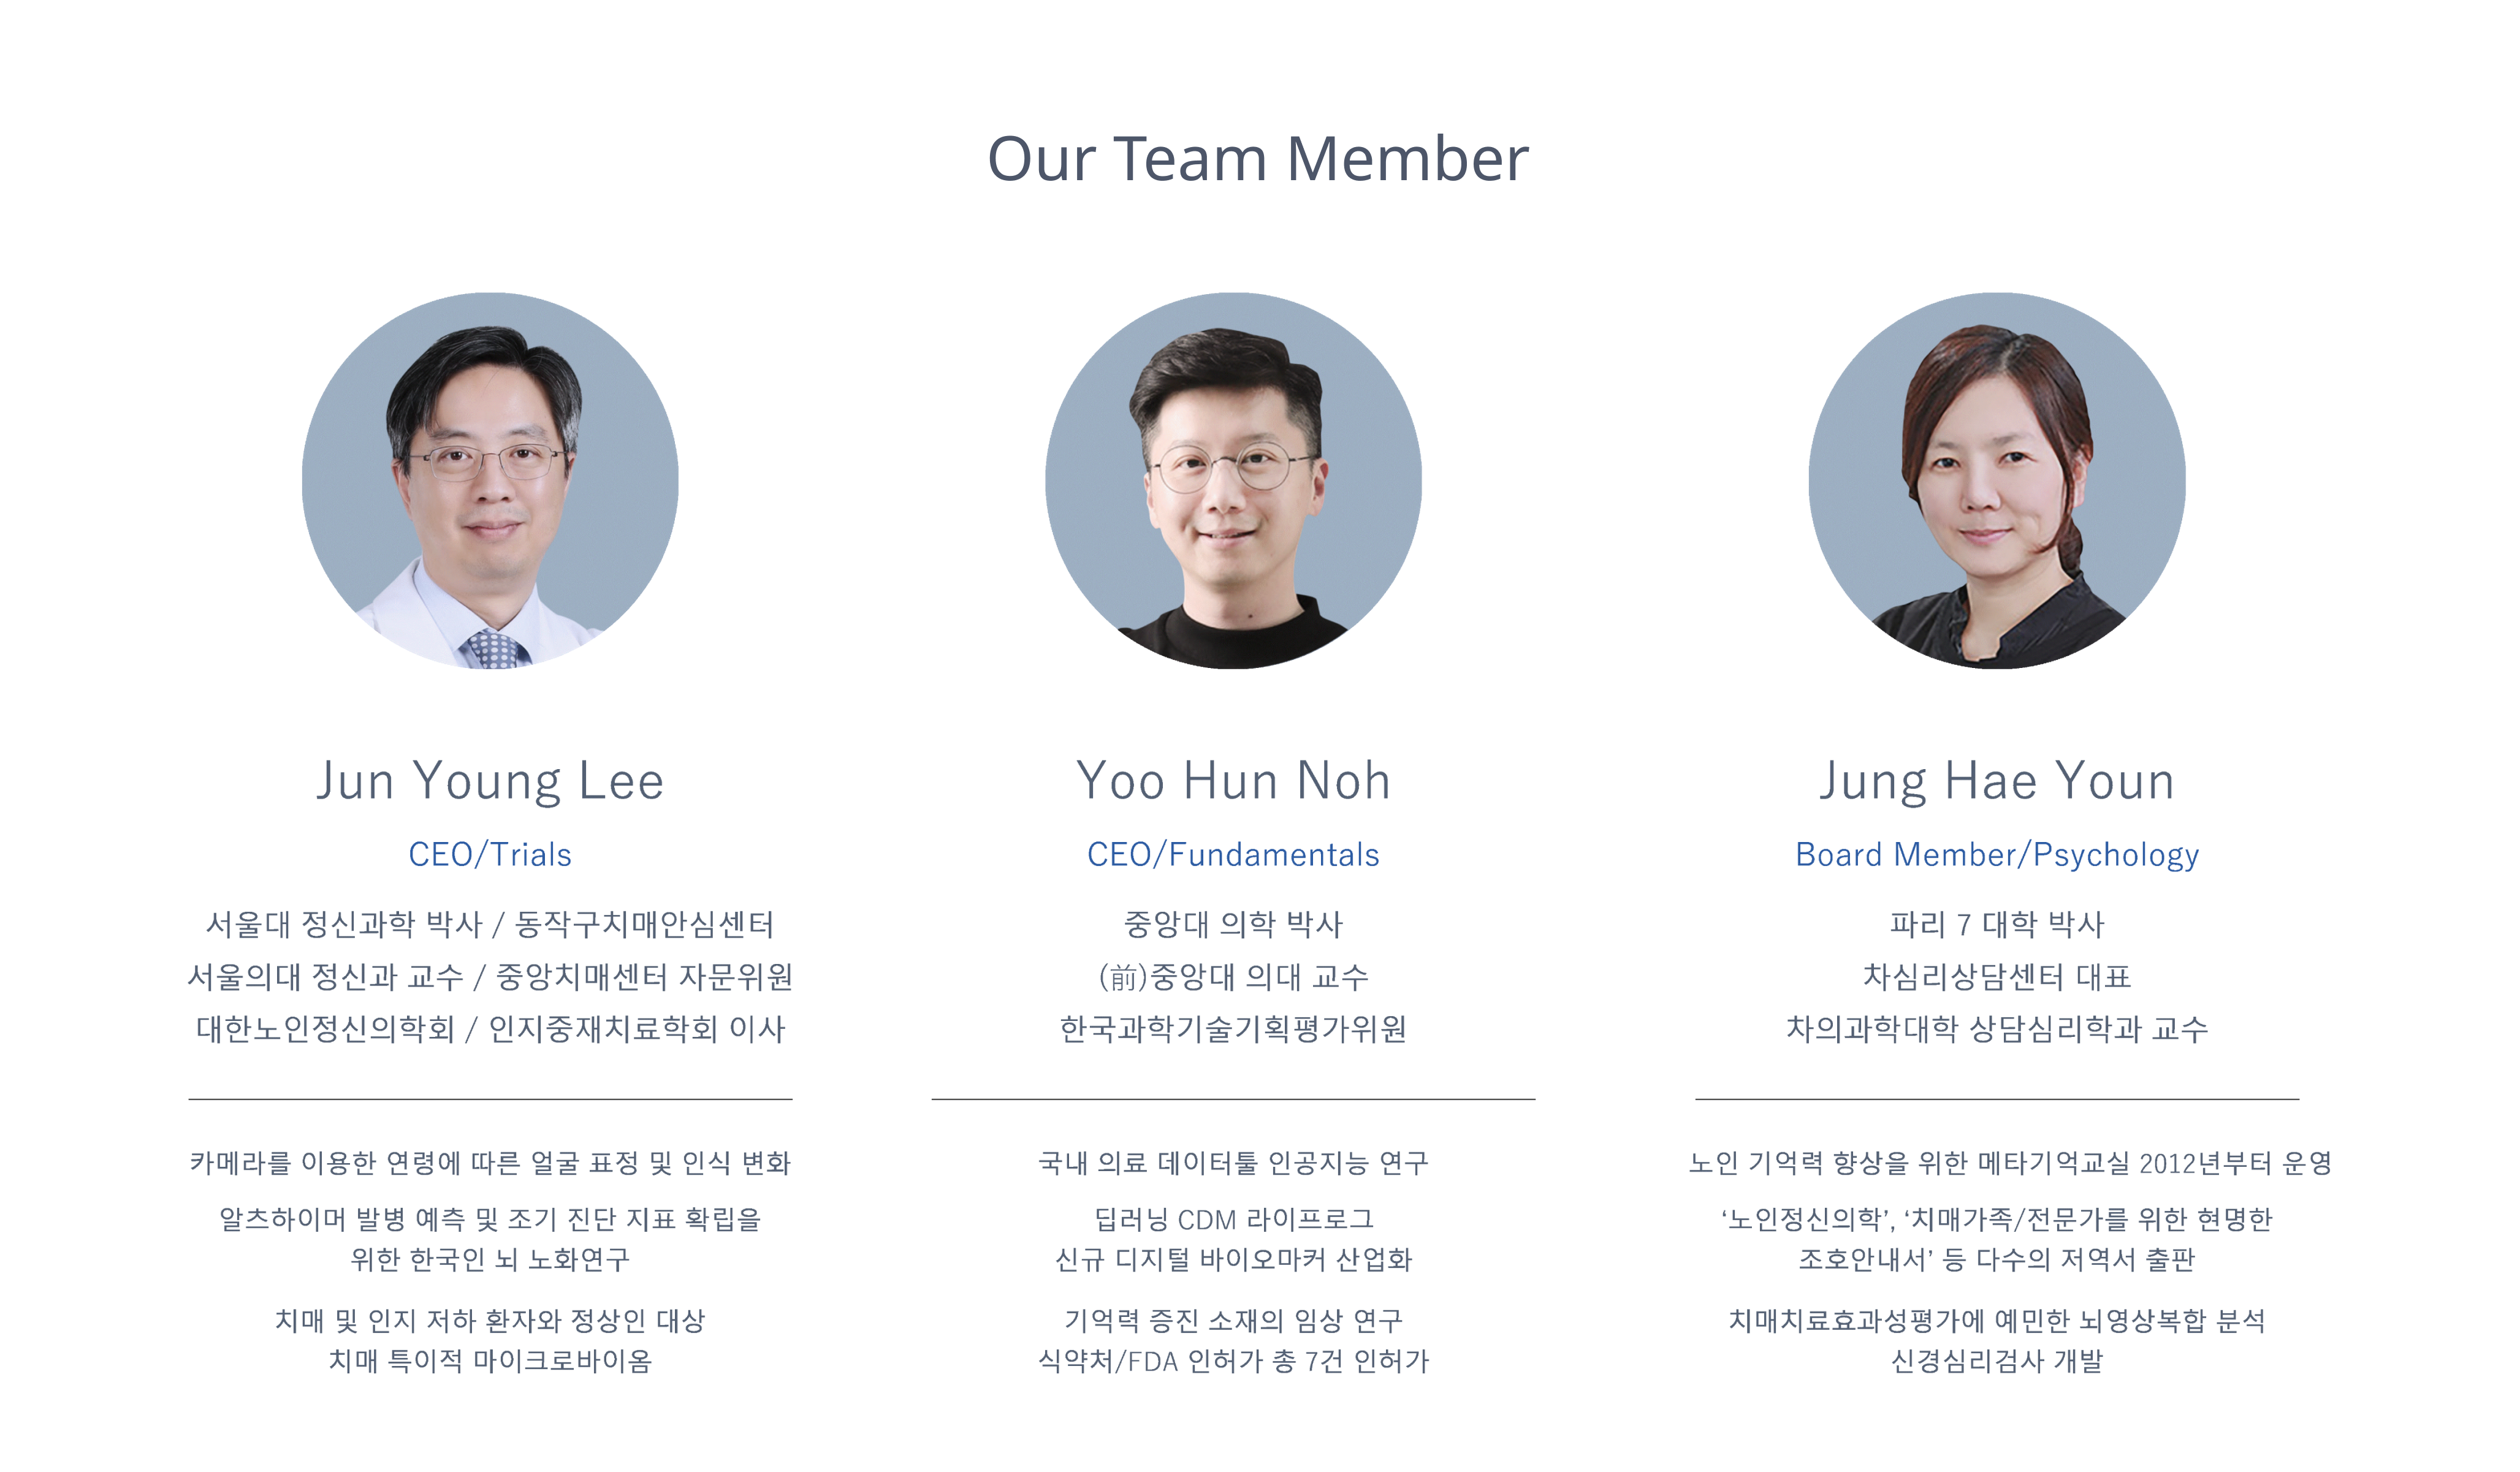 Our Team Member
Jun Young Lee
CEO/Trials
서울대 정신과학 박사 / 동작구치매안심센터
서울의대 정신과 교수 / 중앙치매센터 자문위원
대한노인정신의학회 / 인지중재치료학회 이사
카메라를 이용한 연령에 따른 얼굴 표정 및 인식 변화
알츠하이머 발병 예측 및 조기 진단 지표 확립을
위한 한국인 뇌 노화연구
치매 및 인지 저하 환자와 정상인 대상
치매 특이적 마이크로바이옴
Yoo Hun Noh
CEO/Fundamentals
중앙대 의학 박사
(前)중앙대 의대 교수
한국과학기술기획평가위원
국내 의료 데이터툴 인공지능 연구
딥러닝 CDM 라이프로그
신규 디지털 바이오마커 산업화
기억력 증진 소재의 임상 연구
식약처/FDA 인허가 총 7건 인허가
Jung Hae Youn
Board Member/Psychology
파리 7 대학 박사
차심리상담센터 대표
차의과학대학 상담심리학과 교수
노인 기억력 향상을 위한 메타기억교실 2012년부터 운영
‘노인정신의학’, ‘치매가족/전문가를 위한 현명한
조호안내서’ 등 다수의 저역서 출판
치매치료효과성평가에 예민한 뇌영상복합 분석
신경심리검사 개발